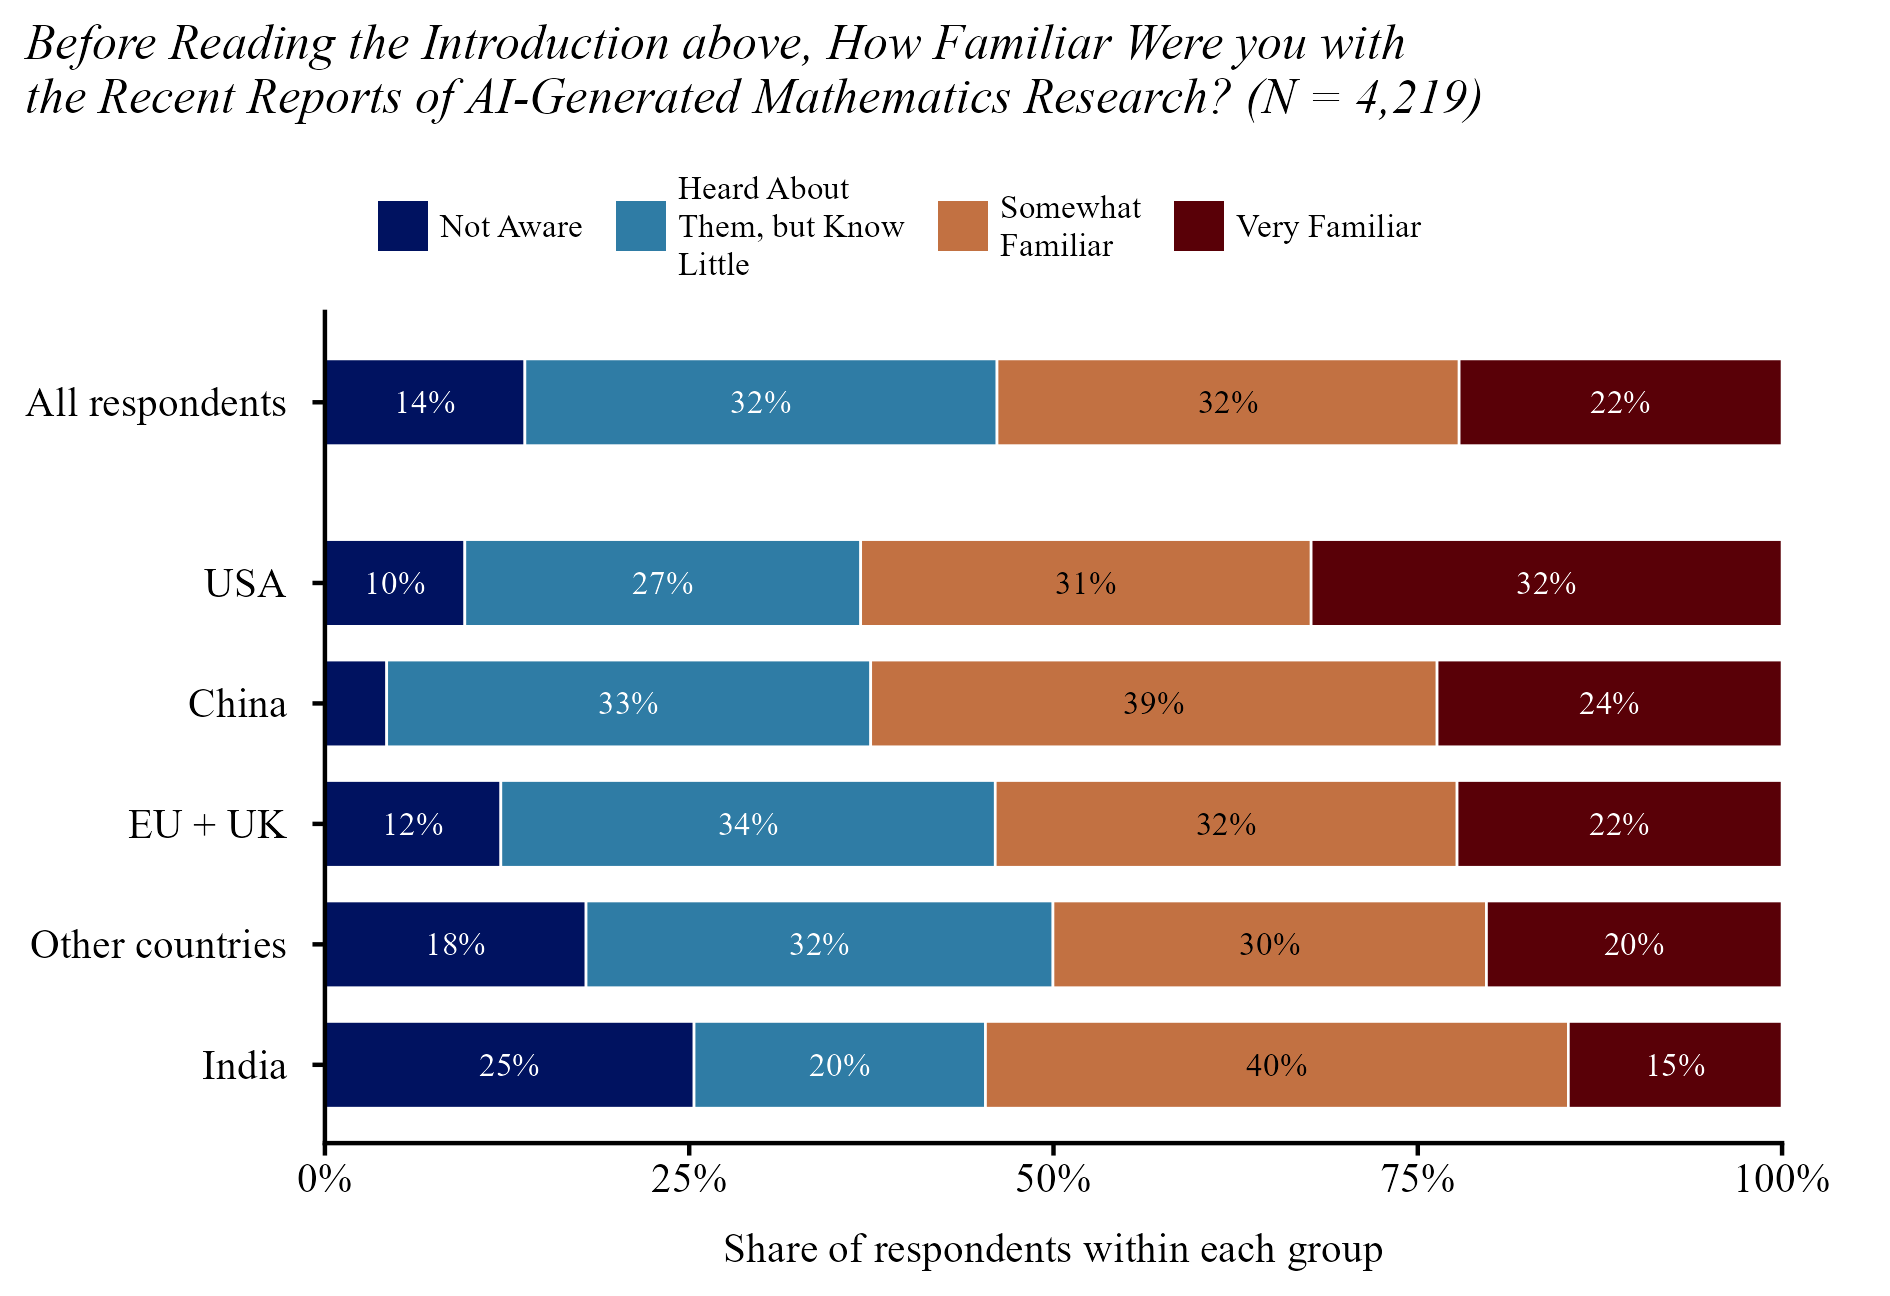 Before Reading the Introduction above, How Familiar Were you with
the Recent Reports of AI-Generated Mathematics Research? (N = 4,219)
Not Aware
Heard About
Them, but Know
Little
Somewhat
Familiar
Very Familiar
All respondents
14%
32%
32%
22%
USA
10%
27%
31%
32%
China
33%
39%
24%
EU + UK
12%
34%
32%
22%
Other countries
18%
32%
30%
20%
India
25%
20%
40%
15%
0%
25%
50%
75%
100%
Share of respondents within each group